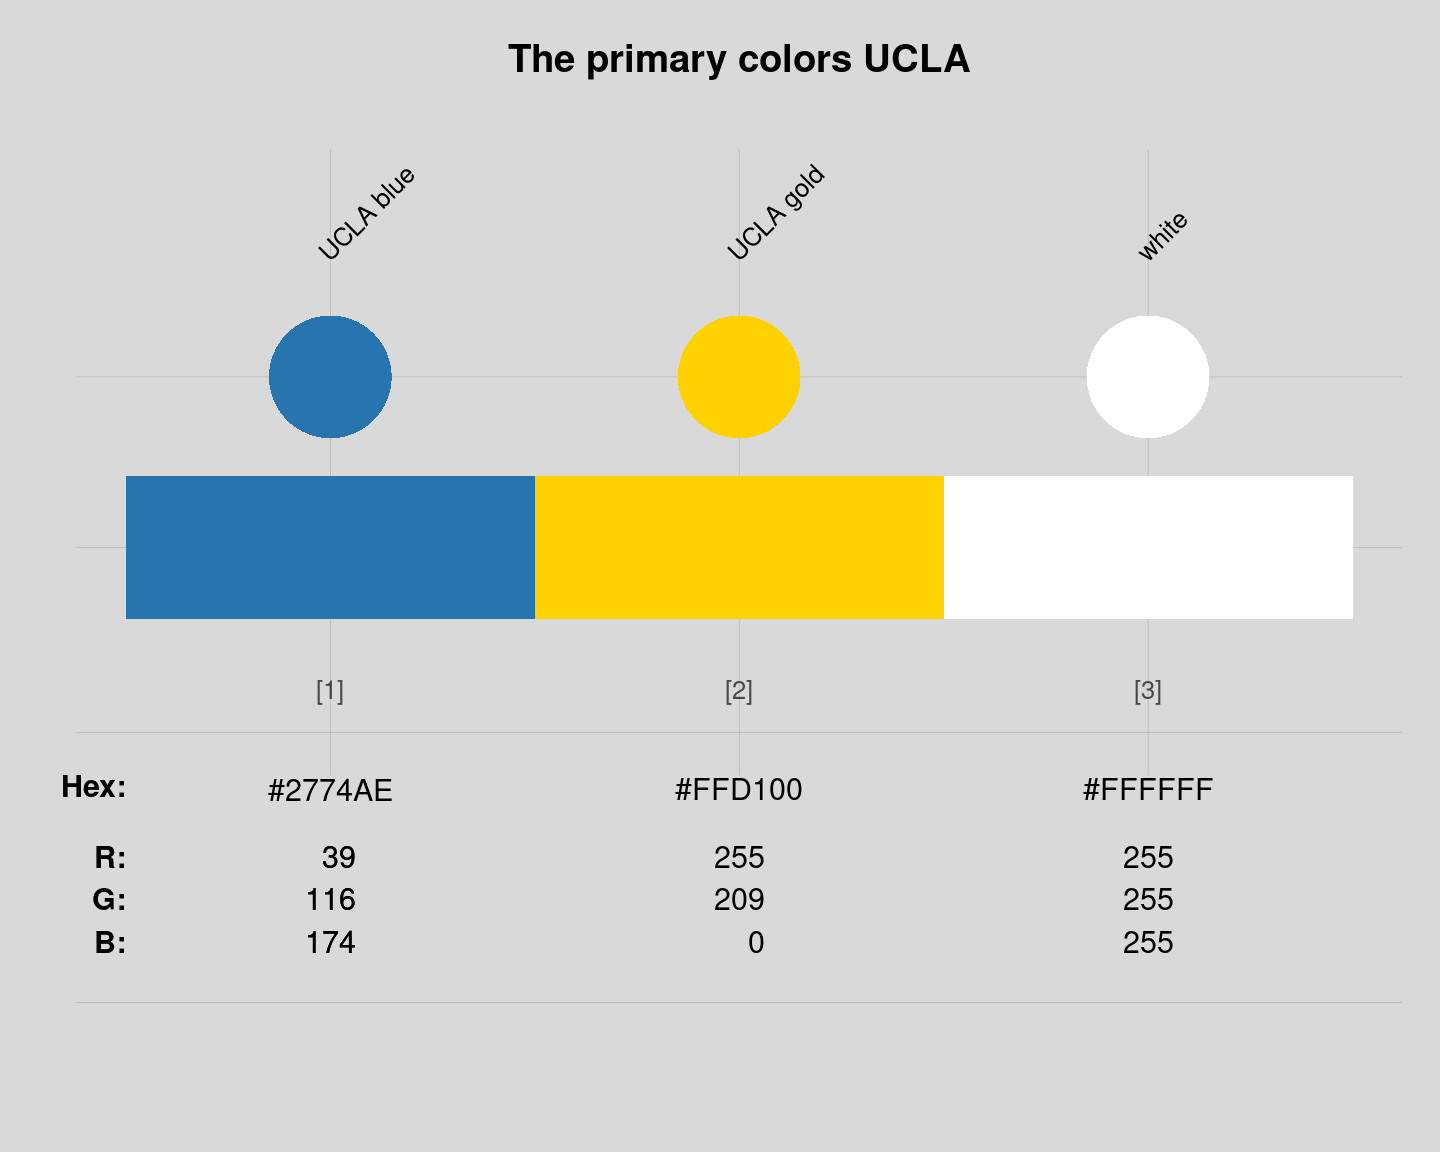 The primary colors UCLA
UCLA blue UCLA gold white
[1] [2] [3]
Hex: #2774AE #FFD100 #FFFFFF
R: 39 255 255
G: 116 209 255
B: 174 0 255